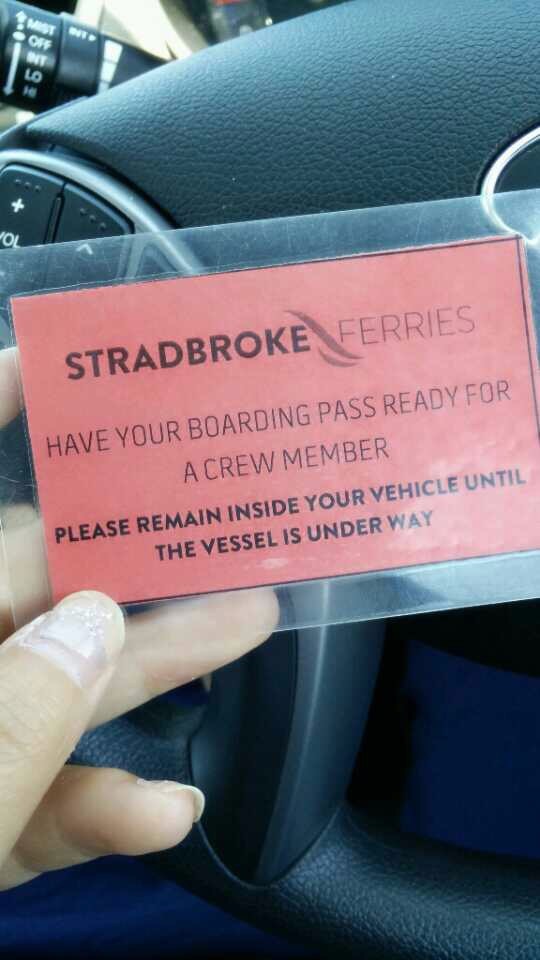 MIST
OFF
INT
LO
HI
INT
+
VOL
STRADBROKE FERRIES
HAVE YOUR BOARDING PASS READY FOR
A CREW MEMBER
PLEASE REMAIN INSIDE YOUR VEHICLE UNTIL
THE VESSEL IS UNDER WAY